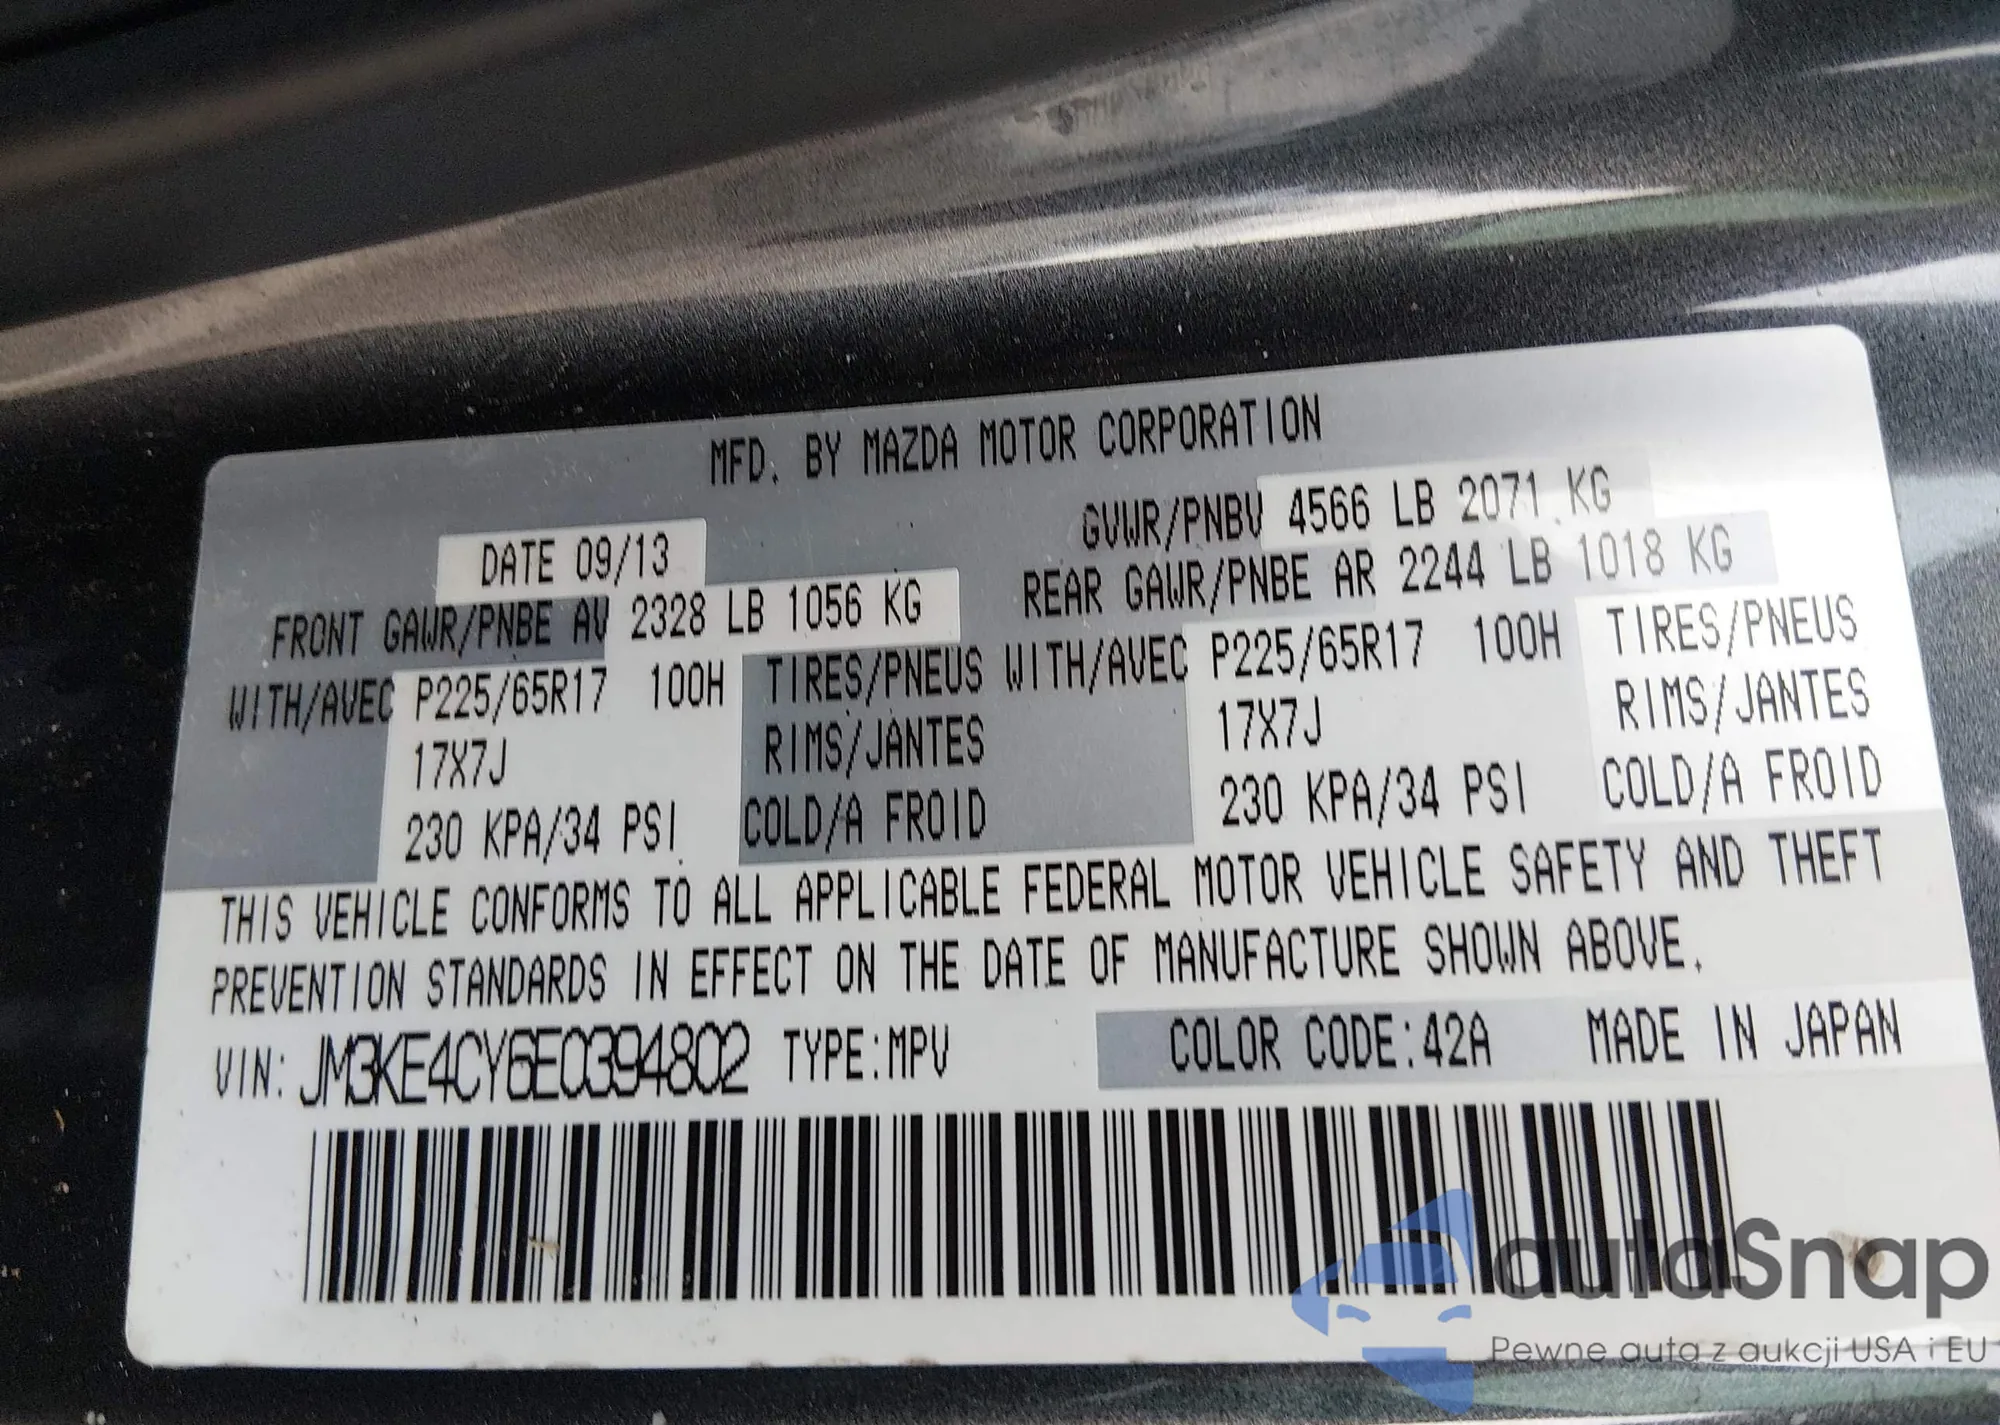 MFD. BY MAZDA MOTOR CORPORATION
DATE 09/13 GVWR/PNBV 4566 LB 2071 KG
FRONT GAWR/PNBE AV 2328 LB 1056 KG REAR GAWR/PNBE AR 2244 LB 1018 KG
WITH/AVEC P225/65R17 100H TIRES/PNEUS WITH/AVEC P225/65R17 100H TIRES/PNEUS
17X7J RIMS/JANTES 17X7J RIMS/JANTES
230 KPA/34 PSI COLD/A FROID 230 KPA/34 PSI COLD/A FROID
THIS VEHICLE CONFORMS TO ALL APPLICABLE FEDERAL MOTOR VEHICLE SAFETY AND THEFT
PREVENTION STANDARDS IN EFFECT ON THE DATE OF MANUFACTURE SHOWN ABOVE.
VIN: JM3KE4CY6E0394802 TYPE:MPV COLOR CODE:42A MADE IN JAPAN
autaSnap
Pewne auta z aukcji USA i EU